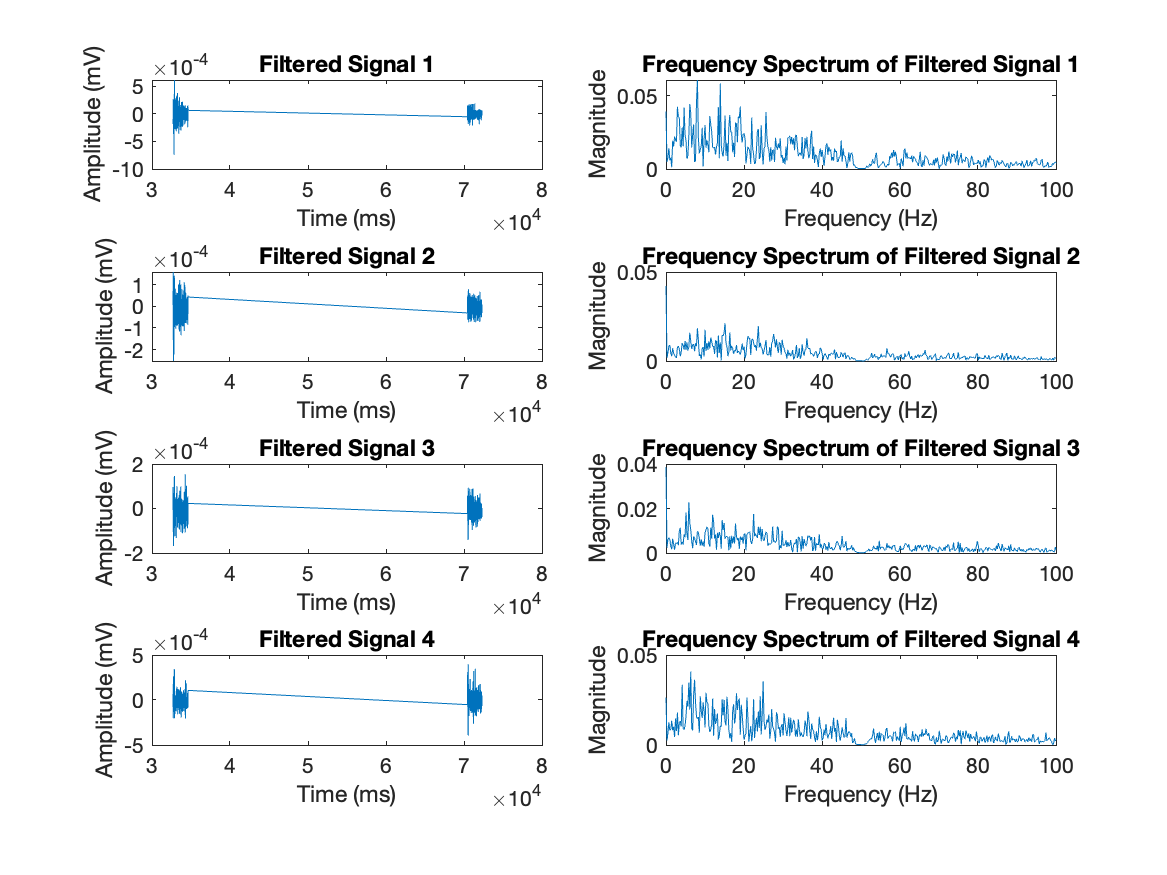 Filtered Signal 1
×10-4
Amplitude (mV)
5
0
-5
-10
3 4 5 6 7 8
Time (ms)
×104
Frequency Spectrum of Filtered Signal 1
Magnitude
0.05
0
0 20 40 60 80 100
Frequency (Hz)
Filtered Signal 2
×10-4
Amplitude (mV)
1
0
-1
-2
3 4 5 6 7 8
Time (ms)
×104
Frequency Spectrum of Filtered Signal 2
Magnitude
0.05
0
0 20 40 60 80 100
Frequency (Hz)
Filtered Signal 3
×10-4
Amplitude (mV)
2
0
-2
3 4 5 6 7 8
Time (ms)
×104
Frequency Spectrum of Filtered Signal 3
Magnitude
0.04
0.02
0
0 20 40 60 80 100
Frequency (Hz)
Filtered Signal 4
×10-4
Amplitude (mV)
5
0
-5
3 4 5 6 7 8
Time (ms)
×104
Frequency Spectrum of Filtered Signal 4
Magnitude
0.05
0
0 20 40 60 80 100
Frequency (Hz)